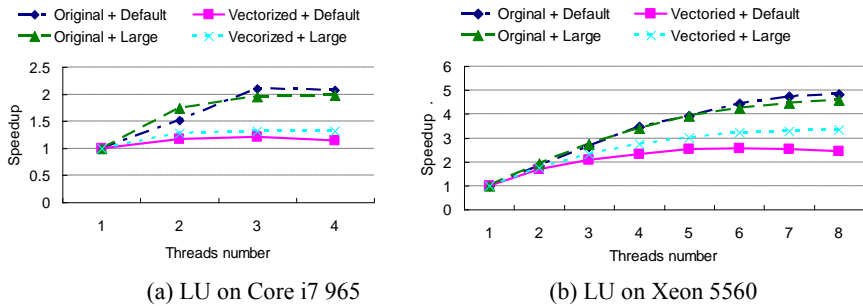 Orginal + Default
Vectorized + Default
Original + Large
Vecorized + Large
2.5
2
1.5
1
0.5
0
Speedup
1 2 3 4
Threads number
(a) LU on Core i7 965
Orginal + Default
Vectoried + Default
Orginal + Large
Vectoried + Large
6
5
4
3
2
1
0
Speedup .
1 2 3 4 5 6 7 8
Threads number
(b) LU on Xeon 5560